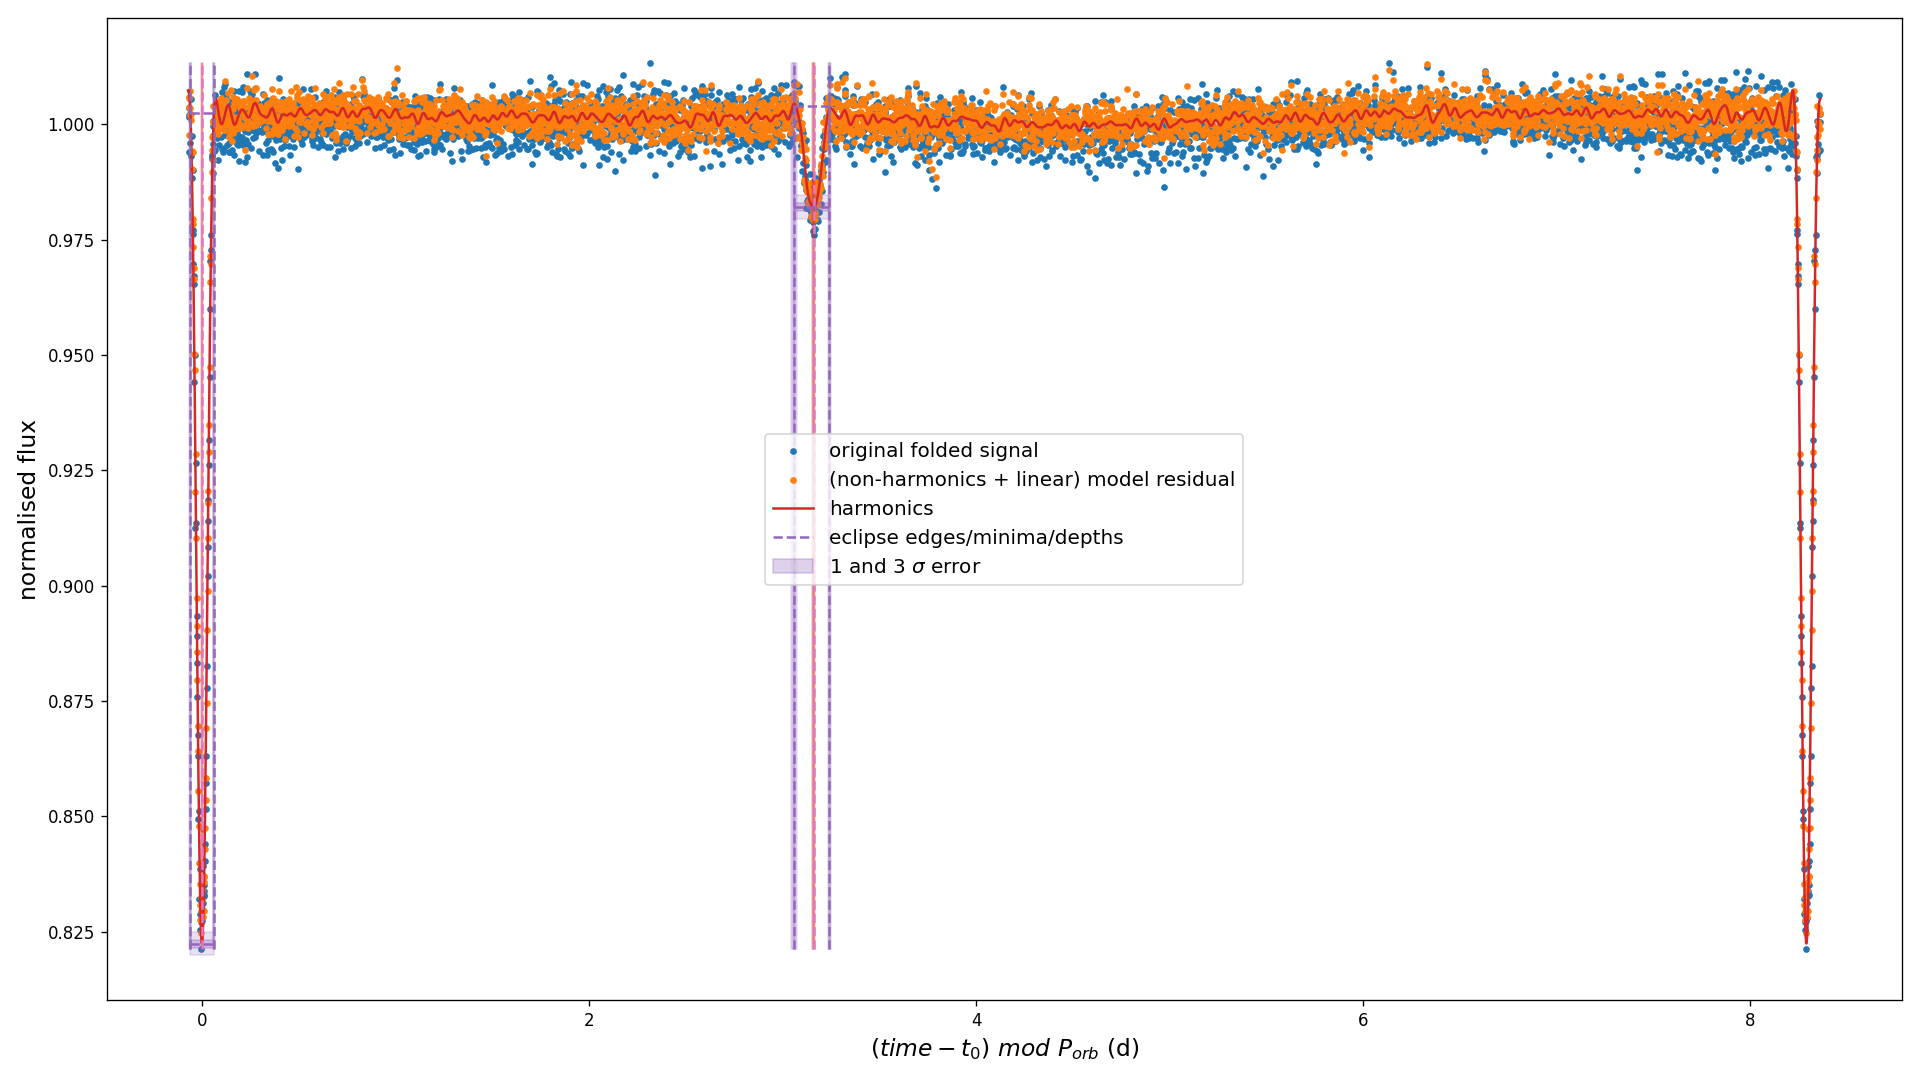 normalised flux
1.000
0.975
0.950
0.925
0.900
0.875
0.850
0.825
original folded signal
(non-harmonics + linear) model residual
harmonics
eclipse edges/minima/depths
1 and 3 σ error
0 2 4 6 8
(time − t₀) mod Pₒᵣb (d)